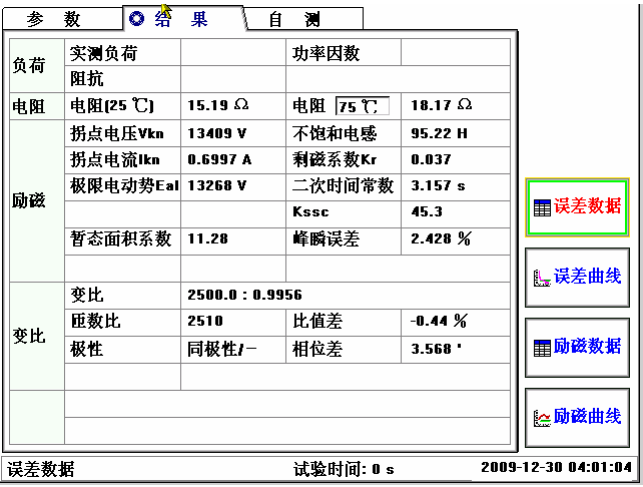 参 数 结 果 自 测
负荷 实测负荷 功率因数
阻抗
电阻 电阻(25 ℃) 15.19 Ω 电阻 75 ℃ 18.17 Ω
励磁 拐点电压Vkn 13409 V 不饱和电感 95.22 H
拐点电流Ikn 0.6997 A 剩磁系数Kr 0.037
极限电动势Eal 13268 V 二次时间常数 3.157 s
Kssc 45.3
暂态面积系数 11.28 峰瞬误差 2.428 %
变比 变比 2500.0 : 0.9956
匝数比 2510 比值差 -0.44 %
极性 同极性/− 相位差 3.568 '
误差数据
误差曲线
励磁数据
励磁曲线
误差数据 试验时间: 0 s 2009-12-30 04:01:04